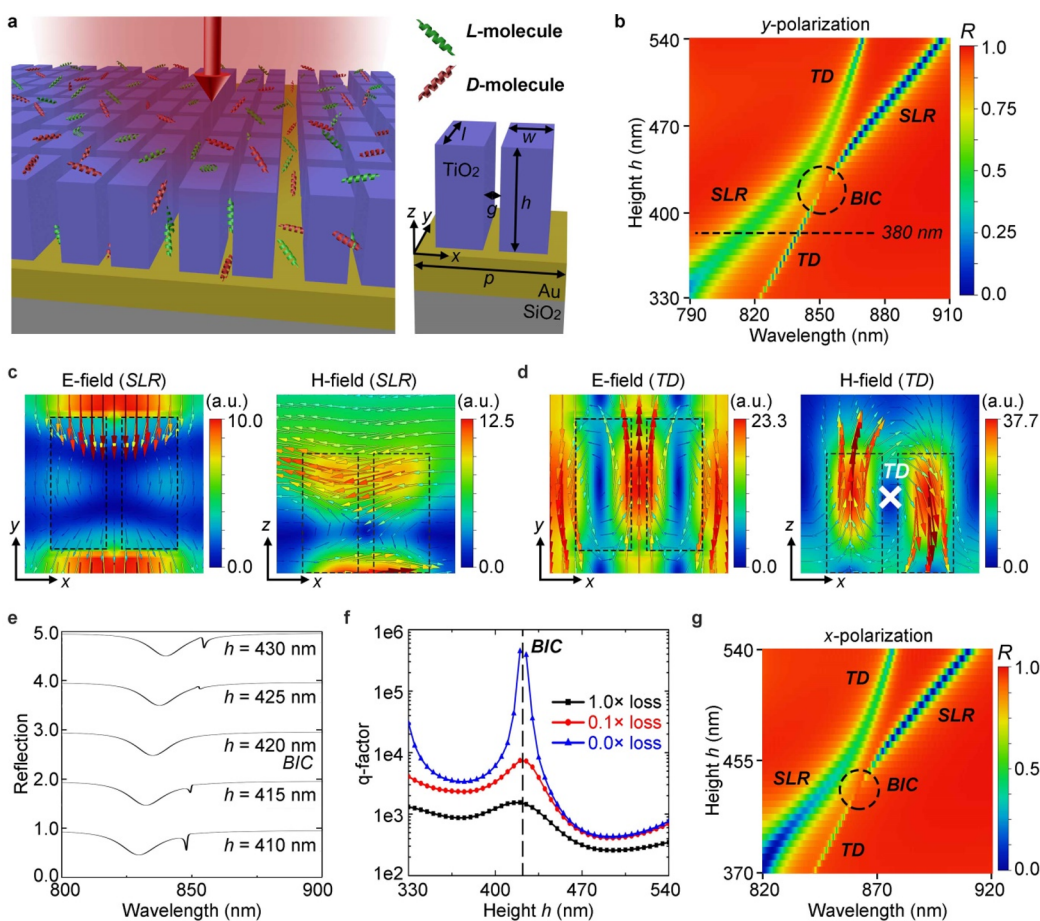 a
L-molecule
D-molecule
l
w
TiO₂
g
h
z
y
x
p
Au
SiO₂
b
y-polarization
R
540
470
400
330
Height h (nm)
TD
SLR
SLR
BIC
380 nm
TD
790 820 850 880 910
Wavelength (nm)
1.0
0.75
0.5
0.25
0.0
c
E-field (SLR)
(a.u.)
10.0
0.0
y
x
H-field (SLR)
(a.u.)
12.5
0.0
z
x
d
E-field (TD)
(a.u.)
23.3
0.0
y
x
H-field (TD)
(a.u.)
37.7
TD
0.0
z
x
e
5.0
4.0
3.0
2.0
1.0
0.0
Reflection
h = 430 nm
h = 425 nm
h = 420 nm
BIC
h = 415 nm
h = 410 nm
800 850 900
Wavelength (nm)
f
1e6
1e5
1e4
1e3
1e2
q-factor
BIC
1.0× loss
0.1× loss
0.0× loss
330 400 470 540
Height h (nm)
g
x-polarization
R
540
455
370
Height h (nm)
TD
SLR
SLR
BIC
TD
820 870 920
Wavelength (nm)
1.0
0.8
0.6
0.4
0.2
0.0